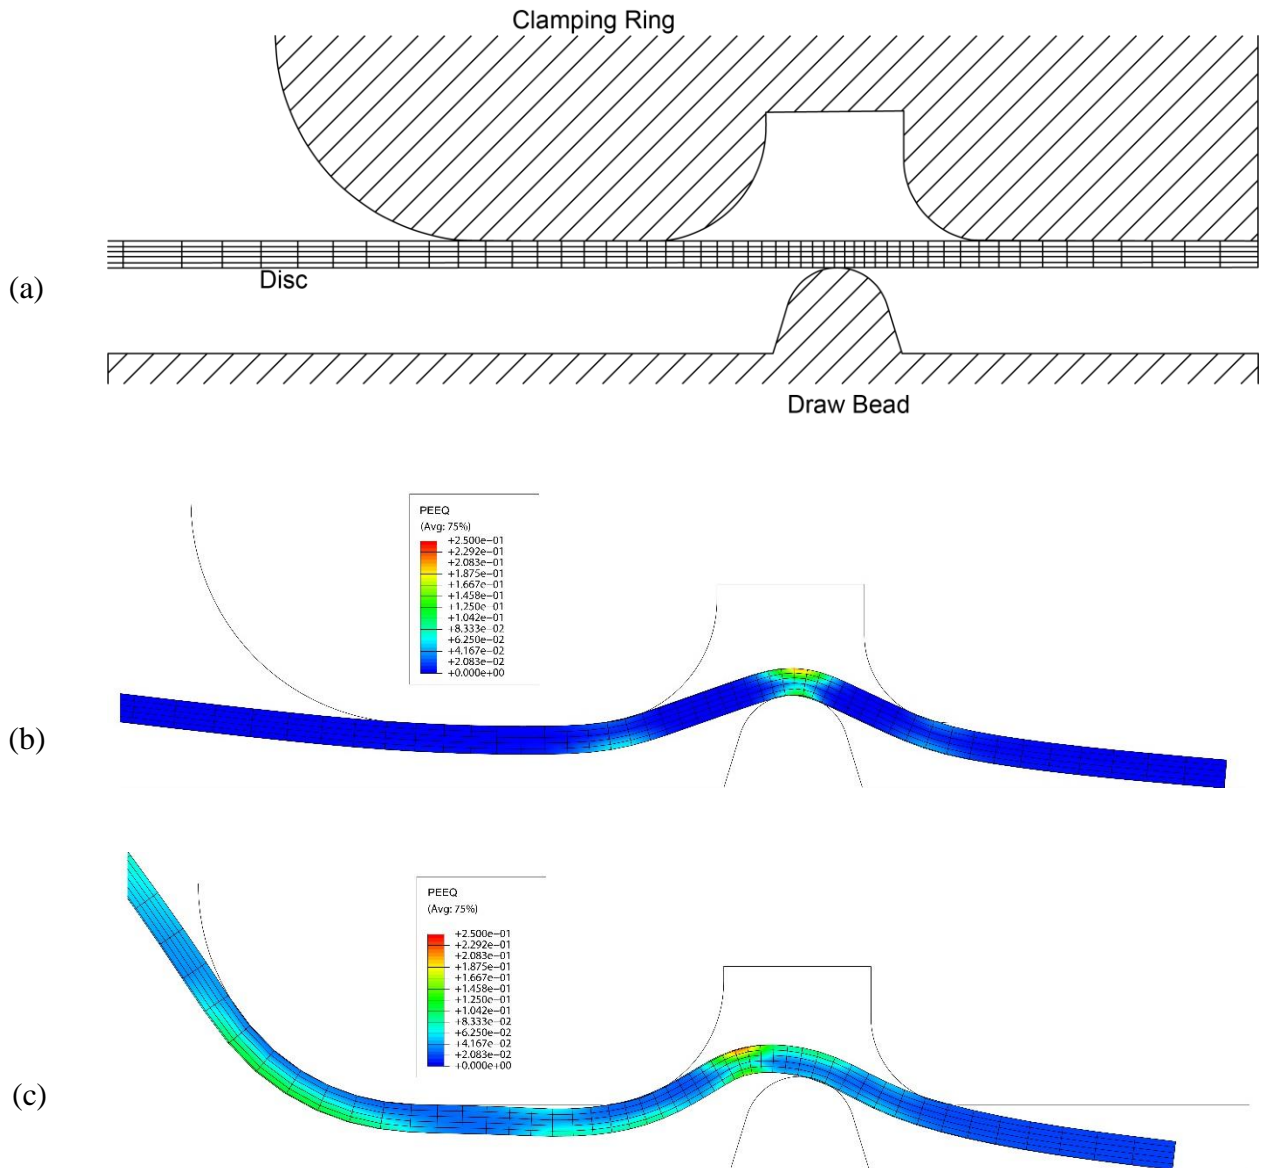 Clamping Ring
(a)
Disc
Draw Bead
PEEQ
(Avg: 75%)
+2.500e-01
+2.292e-01
+2.083e-01
+1.875e-01
+1.667e-01
+1.458e-01
+1.250e-01
+1.042e-01
+8.333e-02
+6.250e-02
+4.167e-02
+2.083e-02
+0.000e+00
(b)
PEEQ
(Avg: 75%)
+2.500e-01
+2.292e-01
+2.083e-01
+1.875e-01
+1.667e-01
+1.458e-01
+1.250e-01
+1.042e-01
+8.333e-02
+6.250e-02
+4.167e-02
+2.083e-02
+0.000e+00
(c)